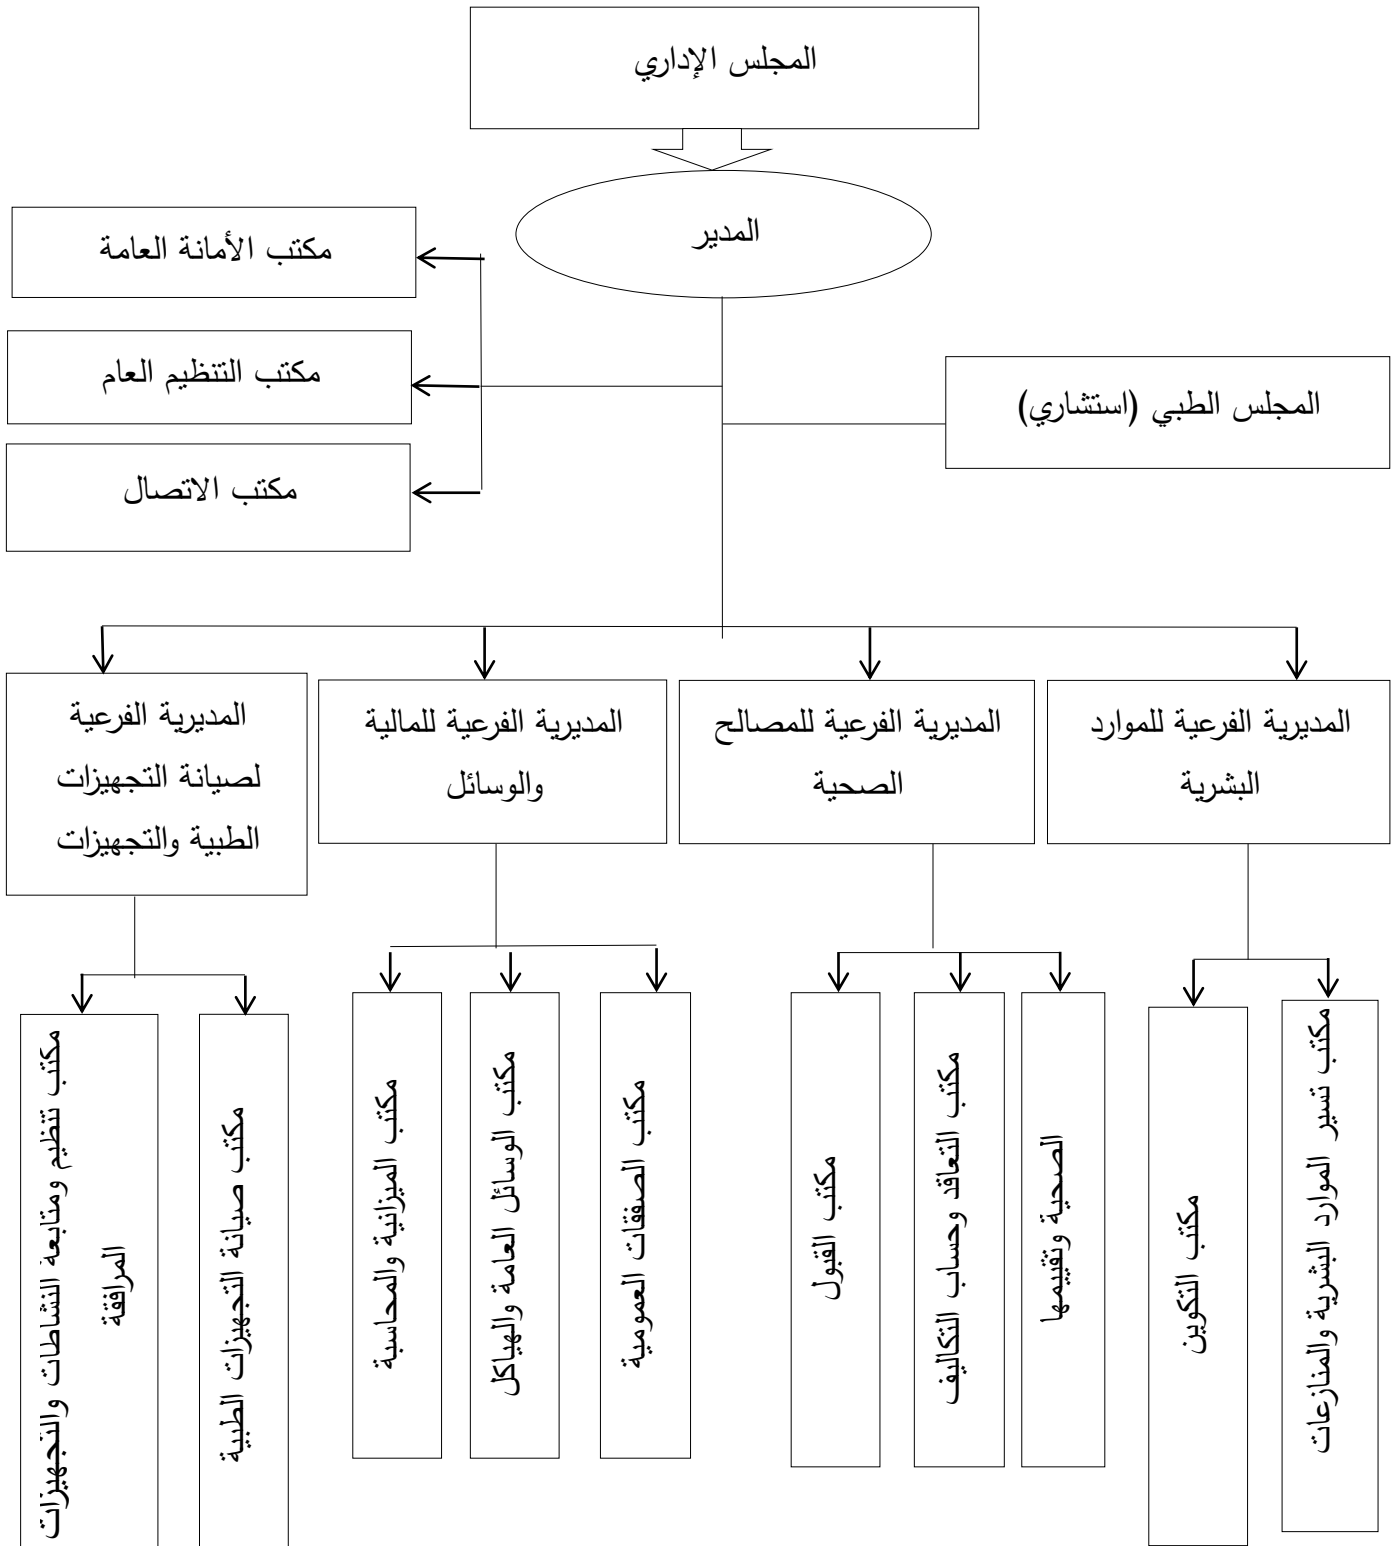 المجلس الإداري
المدير
مكتب الأمانة العامة
مكتب التنظيم العام
المجلس الطبي (استشاري)
مكتب الاتصال
المديرية الفرعية للموارد
البشرية
المديرية الفرعية للمصالح
الصحية
المديرية الفرعية للمالية
والوسائل
المديرية الفرعية
لصيانة التجهيزات
الطبية والتجهيزات
مكتب تسير الموارد البشرية والمنازعات
مكتب التكوين
الصحية وتقييمها
مكتب التعاقد وحساب التكاليف
مكتب القبول
مكتب الصفقات العمومية
مكتب الوسائل العامة والهياكل
مكتب الميزانية والمحاسبة
مكتب صيانة التجهيزات الطبية
مكتب تنظيم ومتابعة النشاطات والتجهيزات
المرافقة